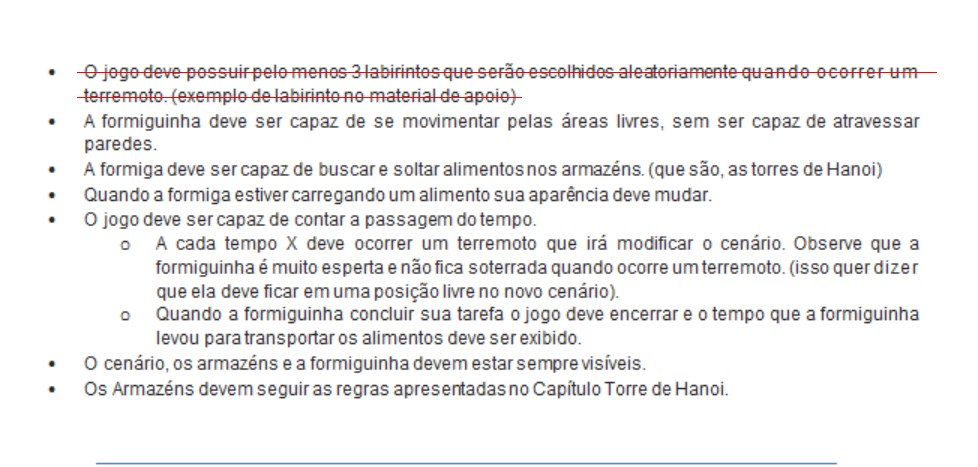 • O jogo deve possuir pelo menos 3 labirintos que serão escolhidos aleatoriamente quando ocorrer um
terremoto. (exemplo de labirinto no material de apoio)
• A formiguinha deve ser capaz de se movimentar pelas áreas livres, sem ser capaz de atravessar
paredes.
• A formiga deve ser capaz de buscar e soltar alimentos nos armazéns. (que são, as torres de Hanoi)
• Quando a formiga estiver carregando um alimento sua aparência deve mudar.
• O jogo deve ser capaz de contar a passagem do tempo.
o A cada tempo X deve ocorrer um terremoto que irá modificar o cenário. Observe que a
formiguinha é muito esperta e não fica soterrada quando ocorre um terremoto. (isso quer dizer
que ela deve ficar em uma posição livre no novo cenário).
o Quando a formiguinha concluir sua tarefa o jogo deve encerrar e o tempo que a formiguinha
levou para transportar os alimentos deve ser exibido.
• O cenário, os armazéns e a formiguinha devem estar sempre visíveis.
• Os Armazéns devem seguir as regras apresentadas no Capítulo Torre de Hanoi.